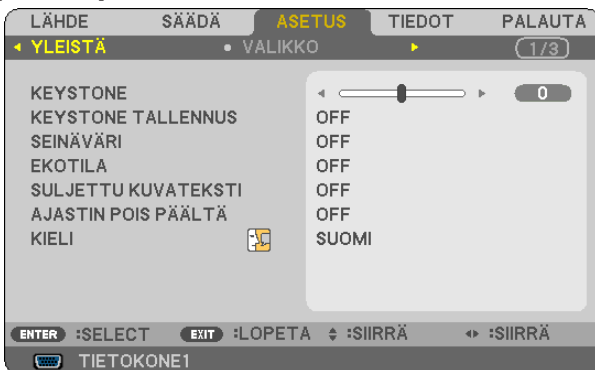 LÄHDE SÄÄDÄ ASETUS TIEDOT PALAUTA
YLEISTÄ VALIKKO 1/3
KEYSTONE 0
KEYSTONE TALLENNUS OFF
SEINÄVÄRI OFF
EKOTILA OFF
SULJETTU KUVATEKSTI OFF
AJASTIN POIS PÄÄLTÄ OFF
KIELI SUOMI
ENTER :SELECT EXIT :LOPETA :SIIRRÄ :SIIRRÄ
TIETOKONE1